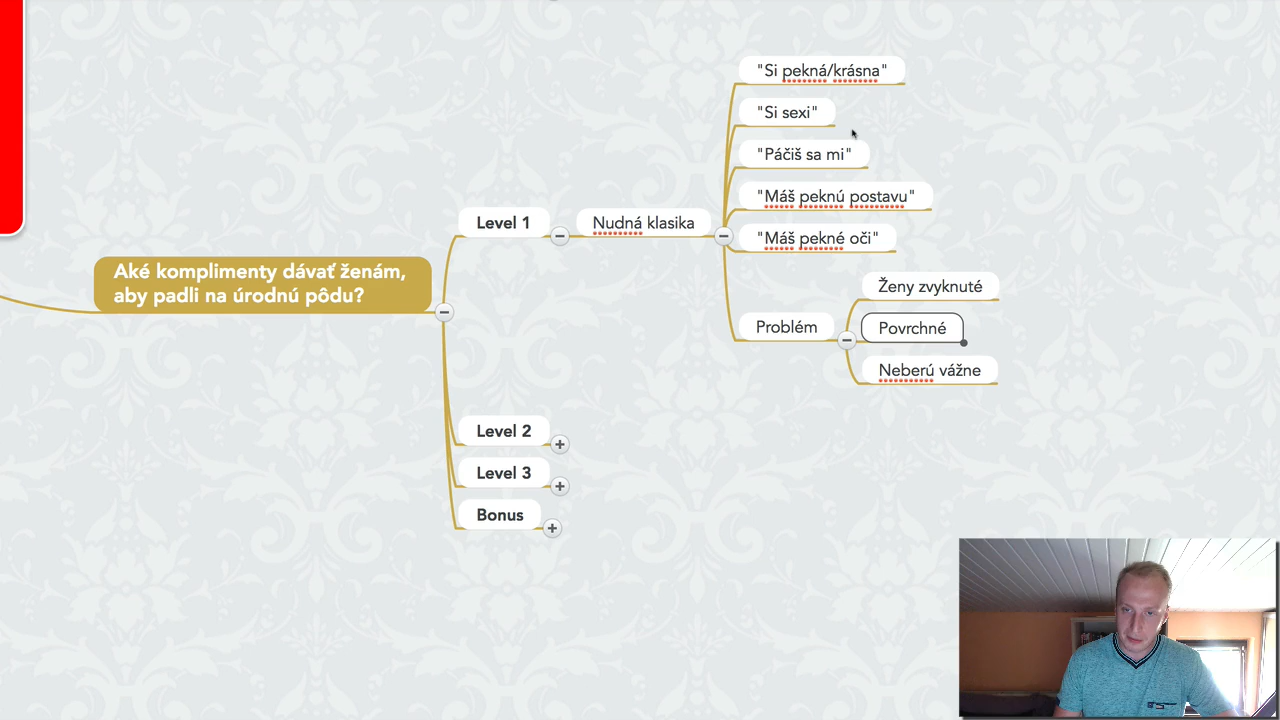 Aké komplimenty dávať ženám,
aby padli na úrodnú pôdu?
Level 1
Nudná klasika
"Si pekná/krásna"
"Si sexi"
"Páčiš sa mi"
"Máš peknú postavu"
"Máš pekné oči"
Problém
Ženy zvyknuté
Povrchné
Neberú vážne
Level 2
Level 3
Bonus